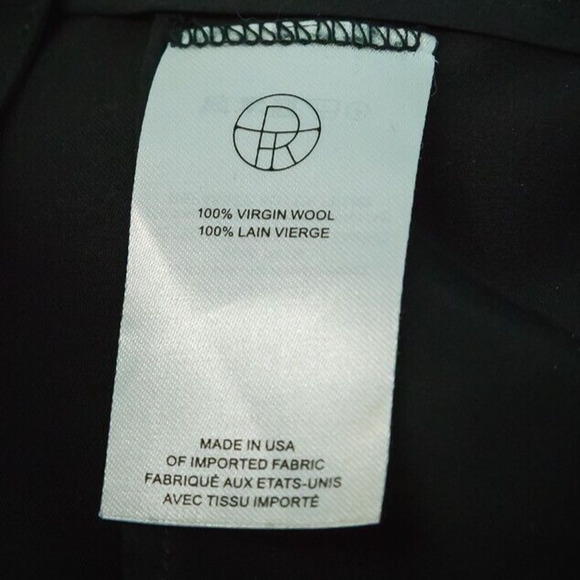 100% VIRGIN WOOL
100% LAIN VIERGE
MADE IN USA
OF IMPORTED FABRIC
FABRIQUÉ AUX ETATS-UNIS
AVEC TISSU IMPORTÉ